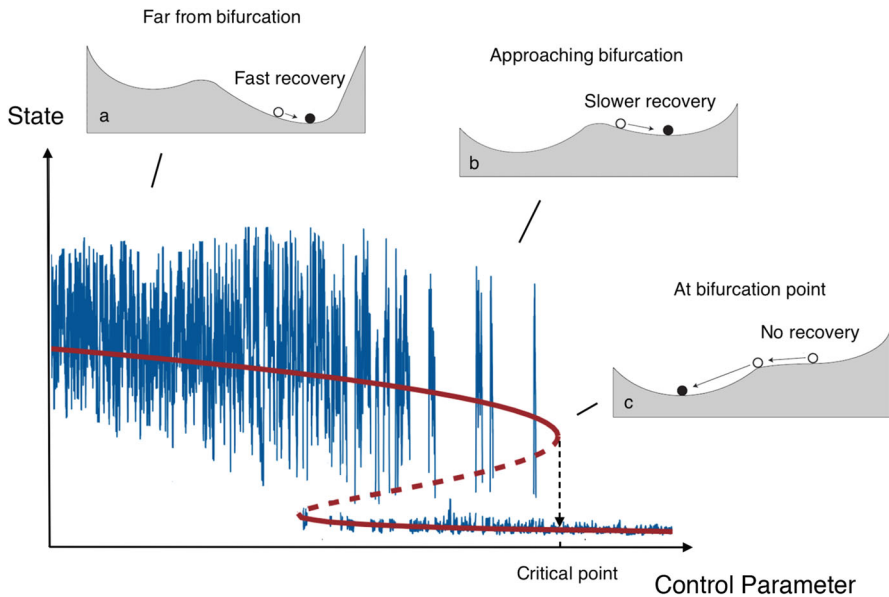 Far from bifurcation
Fast recovery
a
Approaching bifurcation
Slower recovery
b
State
At bifurcation point
No recovery
c
Critical point
Control Parameter